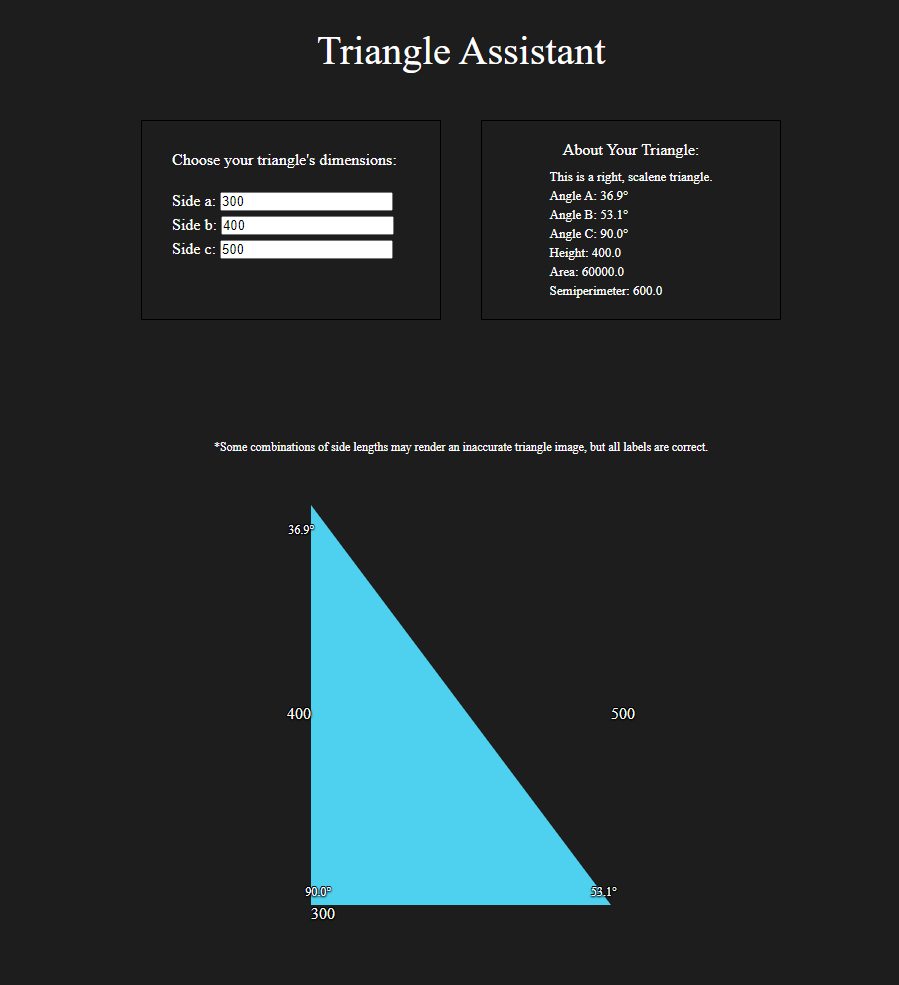 Triangle Assistant
Choose your triangle's dimensions:
Side a: 300
Side b: 400
Side c: 500
About Your Triangle:
This is a right, scalene triangle.
Angle A: 36.9°
Angle B: 53.1°
Angle C: 90.0°
Height: 400.0
Area: 60000.0
Semiperimeter: 600.0
*Some combinations of side lengths may render an inaccurate triangle image, but all labels are correct.
36.9°
400
500
90.0°
53.1°
300